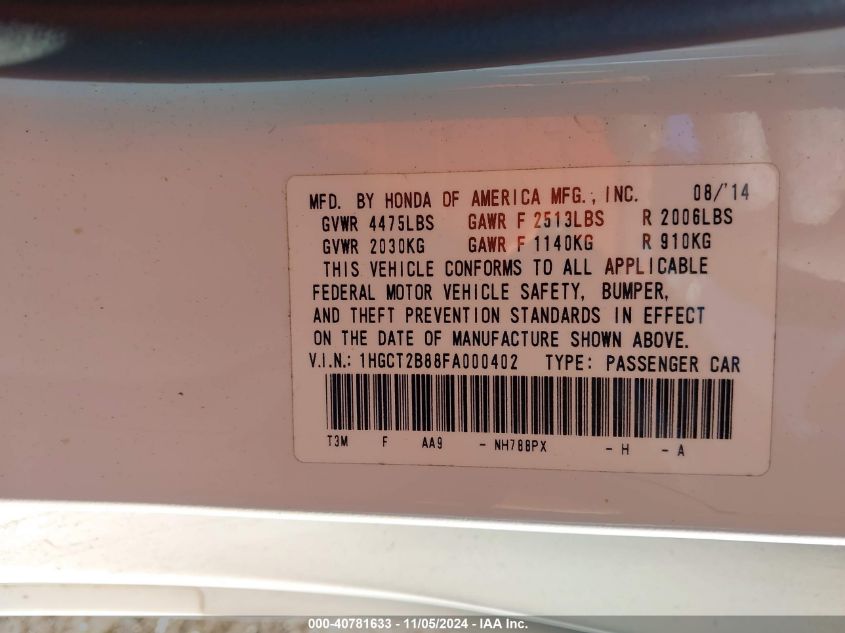 MFD. BY HONDA OF AMERICA MFG., INC. 08/'14
GVWR 4475LBS GAWR F 2513LBS R 2006LBS
GVWR 2030KG GAWR F 1140KG R 910KG
THIS VEHICLE CONFORMS TO ALL APPLICABLE
FEDERAL MOTOR VEHICLE SAFETY, BUMPER,
AND THEFT PREVENTION STANDARDS IN EFFECT
ON THE DATE OF MANUFACTURE SHOWN ABOVE.
V.I.N.: 1HGCT2B88FA000402 TYPE: PASSENGER CAR
T3M F AA9 - NH788PX - H - A
000-40781633 - 11/05/2024 - IAA Inc.